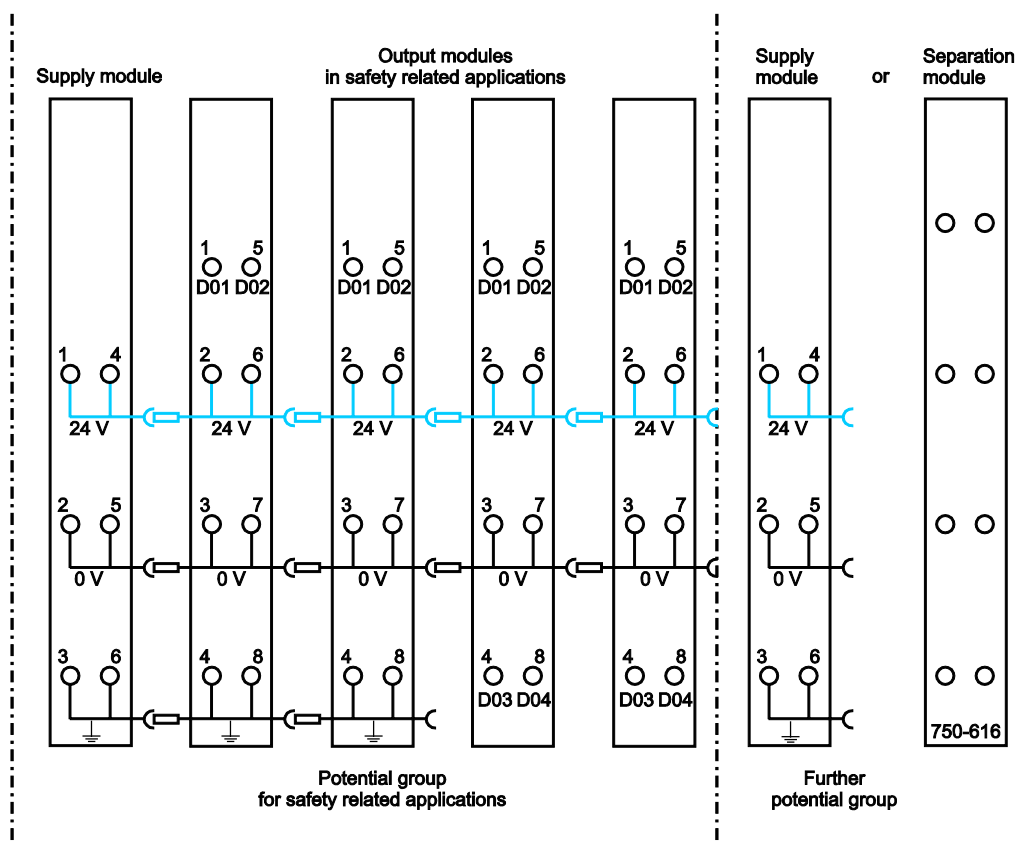 Output modules
in safety related applications
Supply module
Supply
module
or
Separation
module
1 5 1 5 1 5 1 5
D01 D02 D01 D02 D01 D02 D01 D02
1 4 2 6 2 6 2 6 2 6 1 4
24 V 24 V 24 V 24 V 24 V 24 V
2 5 3 7 3 7 3 7 3 7 2 5
0 V 0 V 0 V 0 V 0 V 0 V
3 6 4 8 4 8 4 8 4 8 3 6
D03 D04 D03 D04
750-616
Potential group
for safety related applications
Further
potential group